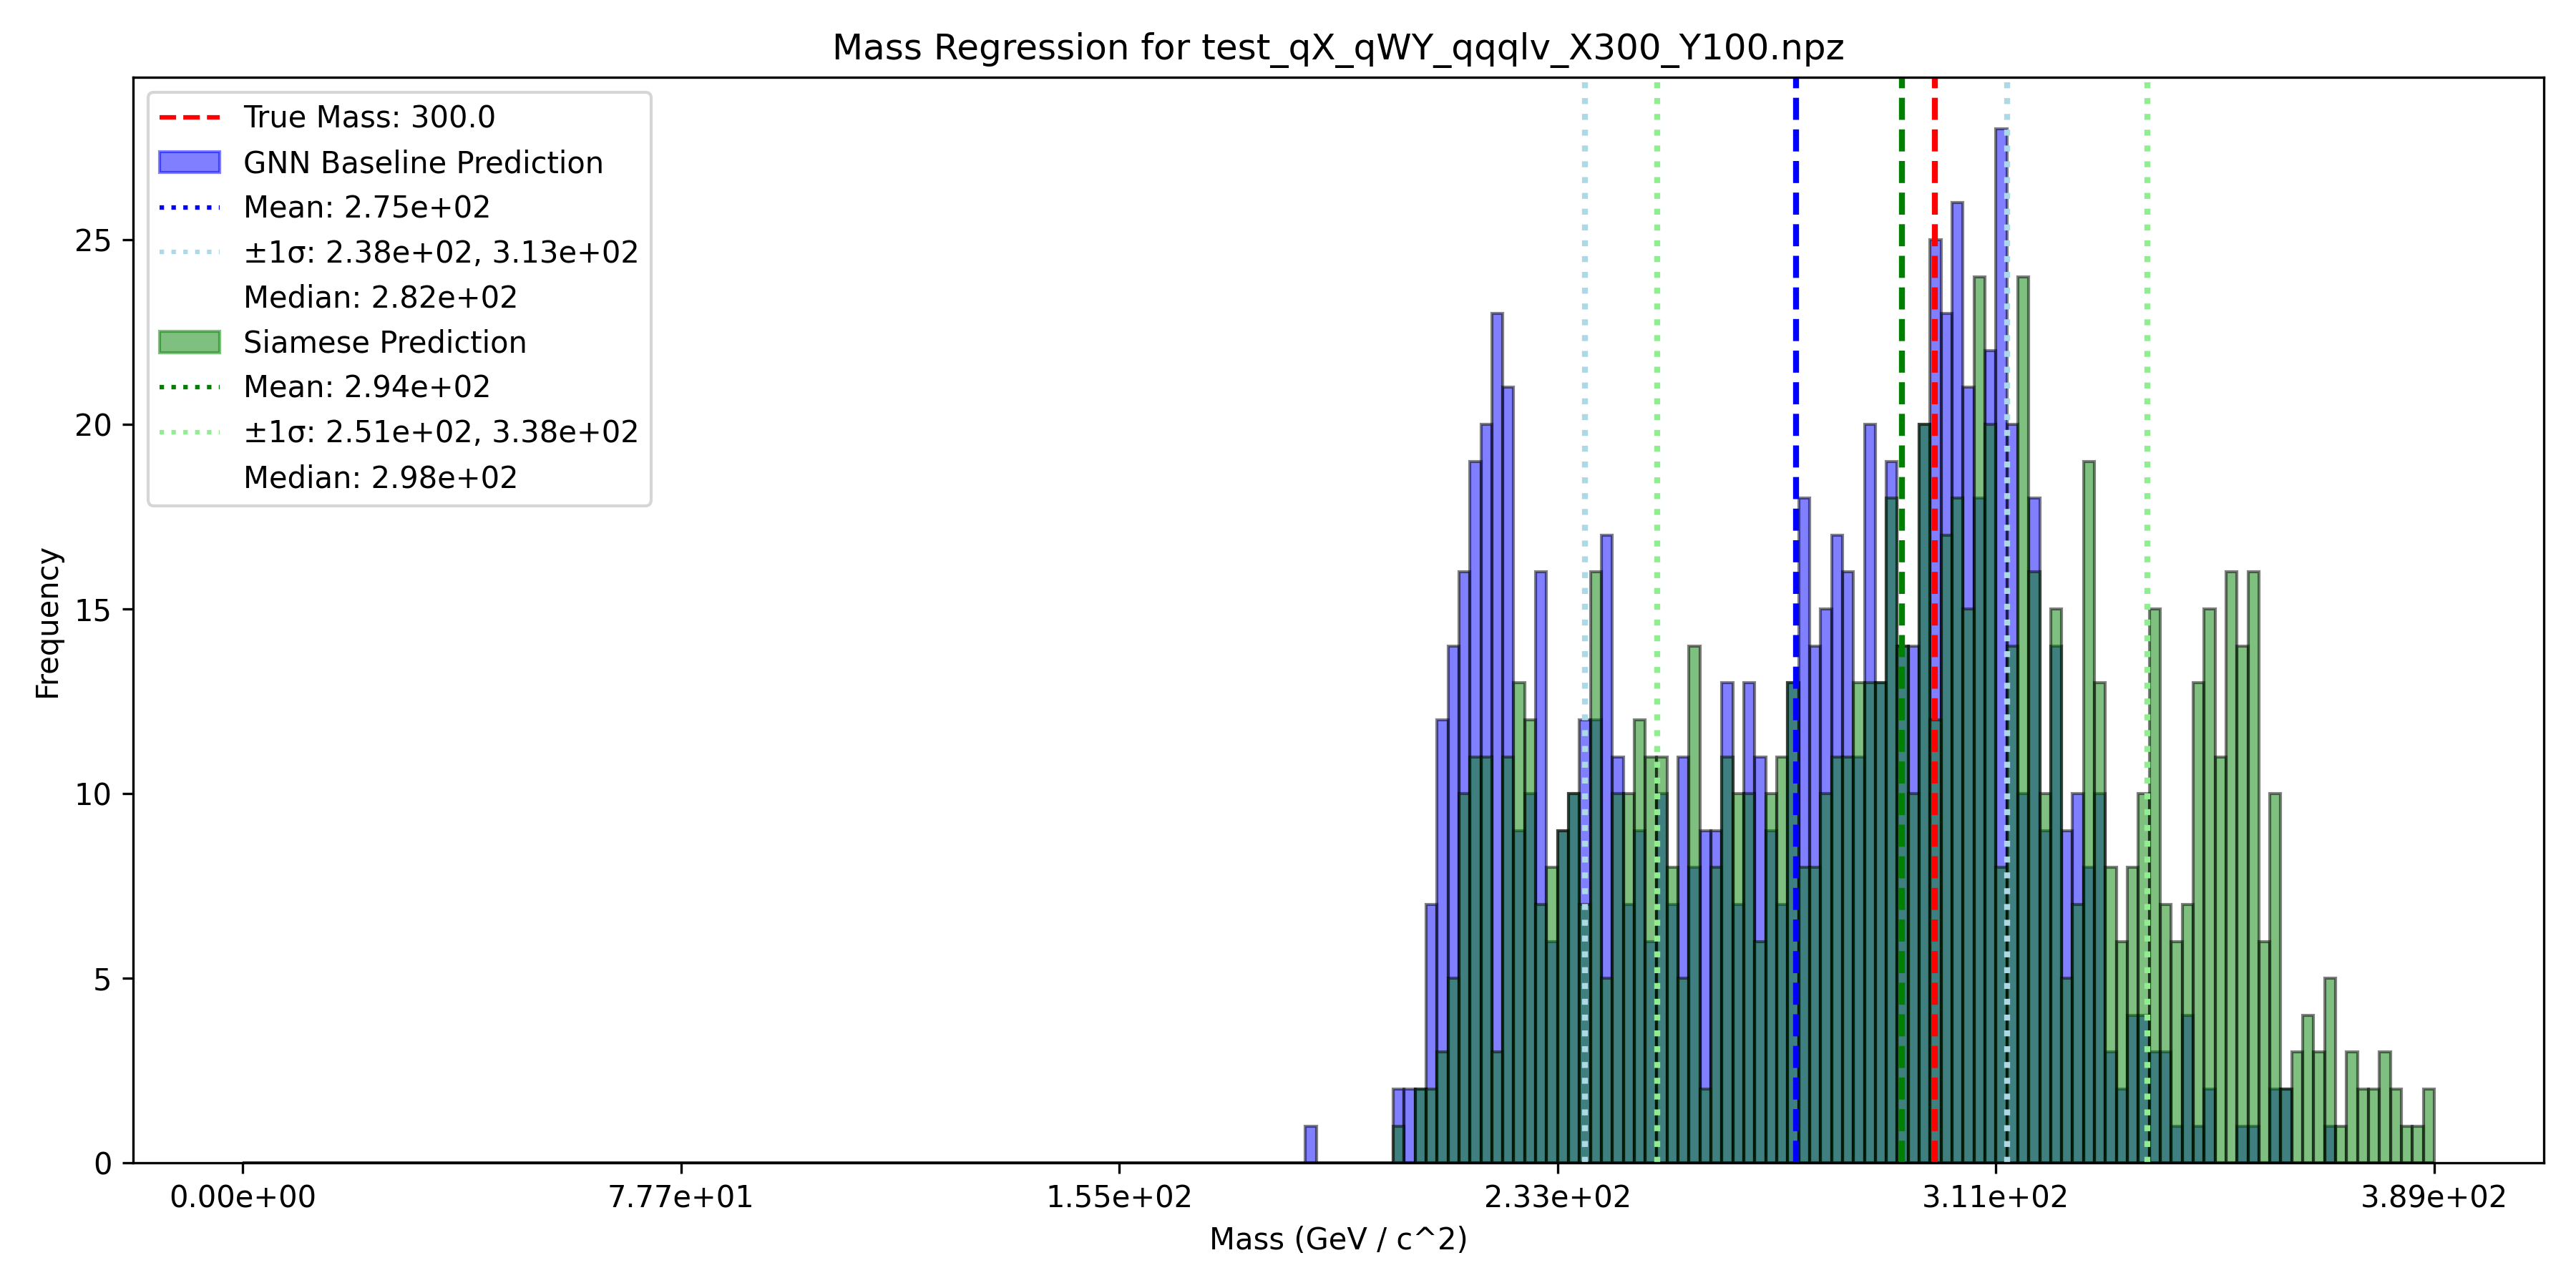 Mass Regression for test_qX_qWY_qqqlv_X300_Y100.npz
True Mass: 300.0
GNN Baseline Prediction
Mean: 2.75e+02
±1σ: 2.38e+02, 3.13e+02
Median: 2.82e+02
Siamese Prediction
Mean: 2.94e+02
±1σ: 2.51e+02, 3.38e+02
Median: 2.98e+02
Frequency
25
20
15
10
5
0
0.00e+00 7.77e+01 1.55e+02 2.33e+02 3.11e+02 3.89e+02
Mass (GeV / c^2)